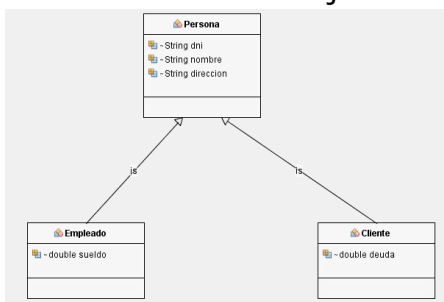 Persona
- String dni
- String nombre
- String direccion
is
is
Empleado
- double sueldo
Cliente
- double deuda